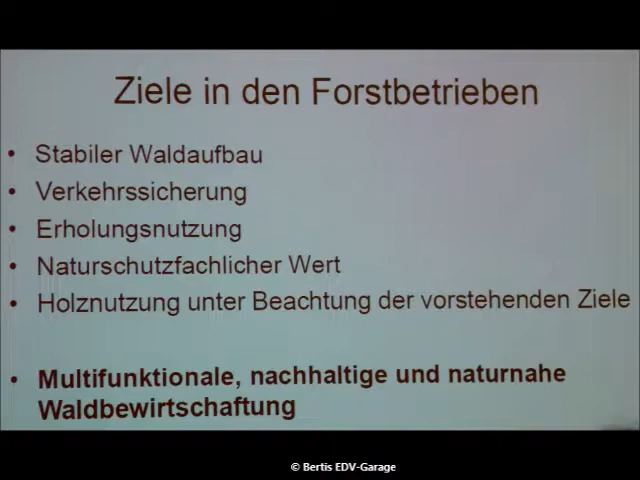 Ziele in den Forstbetrieben
• Stabiler Waldaufbau
• Verkehrssicherung
• Erholungsnutzung
• Naturschutzfachlicher Wert
• Holznutzung unter Beachtung der vorstehenden Ziele
• Multifunktionale, nachhaltige und naturnahe
Waldbewirtschaftung
© Bertis EDV-Garage